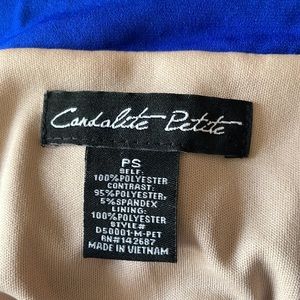 Candalite Petite
PS
SELF:
100%POLYESTER
CONTRAST:
95%POLYESTER,
5%SPANDEX
LINING:
100%POLYESTER
STYLE#
D50001-M-PET
RN#142687
MADE IN VIETNAM